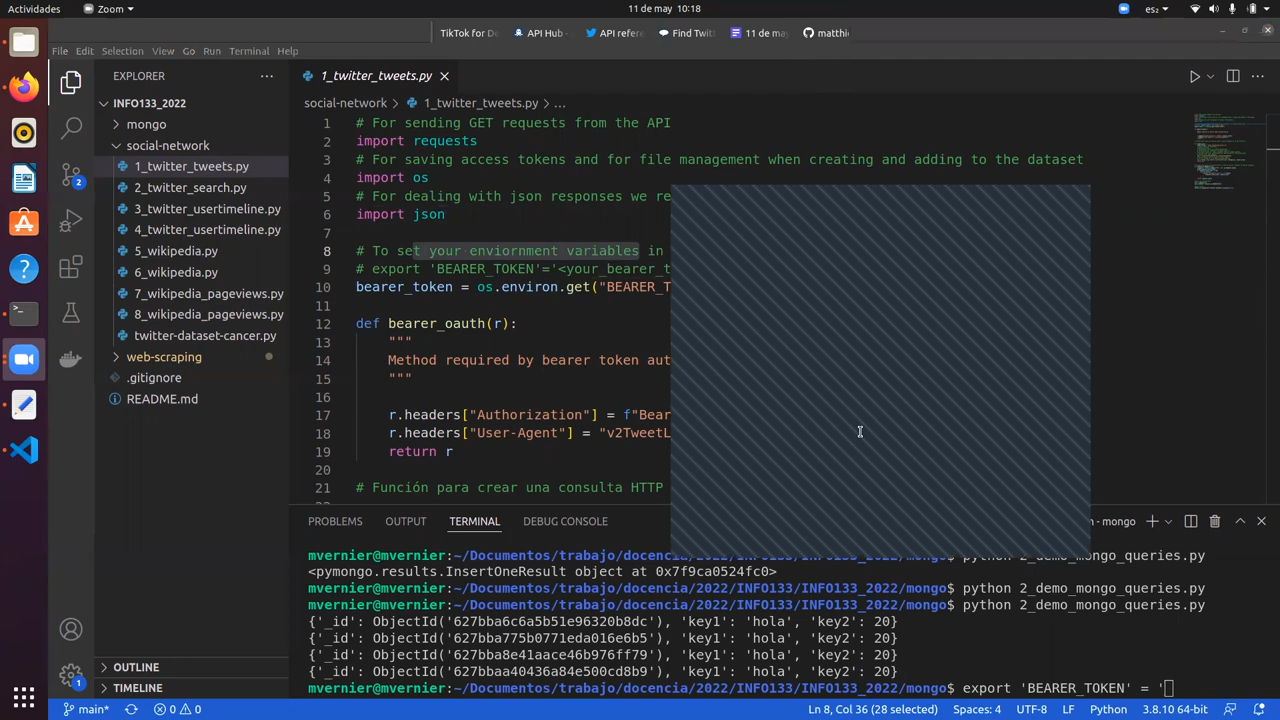 Actividades
Zoom
11 de may 10:18
es₂
TikTok for De
API Hub -
API refere
Find Twitt
11 de may
matthie
File Edit Selection View Go Run Terminal Help
EXPLORER
1_twitter_tweets.py
INFO133_2022
social-network > 1_twitter_tweets.py > ...
mongo
social-network
1_twitter_tweets.py
2_twitter_search.py
3_twitter_usertimeline.py
4_twitter_usertimeline.py
5_wikipedia.py
6_wikipedia.py
7_wikipedia_pageviews.py
8_wikipedia_pageviews.py
twitter-dataset-cancer.py
web-scraping
.gitignore
README.md
OUTLINE
TIMELINE
1 # For sending GET requests from the API
2 import requests
3 # For saving access tokens and for file management when creating and adding to the dataset
4 import os
5 # For dealing with json responses we re
6 import json
7
8 # To set your enviornment variables in
9 # export 'BEARER_TOKEN'='<your_bearer_t
10 bearer_token = os.environ.get("BEARER_T
11
12 def bearer_oauth(r):
13 """
14 Method required by bearer token aut
15 """
16
17 r.headers["Authorization"] = f"Bear
18 r.headers["User-Agent"] = "v2TweetL
19 return r
20
21 # Función para crear una consulta HTTP
PROBLEMS OUTPUT TERMINAL DEBUG CONSOLE
h - mongo
mvernier@mvernier:~/Documentos/trabajo/docencia/2022/INFO133/INFO133_2022/mongo$ python 2_demo_mongo_queries.py
<pymongo.results.InsertOneResult object at 0x7f9ca0524fc0>
mvernier@mvernier:~/Documentos/trabajo/docencia/2022/INFO133/INFO133_2022/mongo$ python 2_demo_mongo_queries.py
mvernier@mvernier:~/Documentos/trabajo/docencia/2022/INFO133/INFO133_2022/mongo$ python 2_demo_mongo_queries.py
{'_id': ObjectId('627bba6c6a5b51e96320b8dc'), 'key1': 'hola', 'key2': 20}
{'_id': ObjectId('627bba775b0771eda016e6b5'), 'key1': 'hola', 'key2': 20}
{'_id': ObjectId('627bba8e41aace46b976ff79'), 'key1': 'hola', 'key2': 20}
{'_id': ObjectId('627bbaa40436a84e500cd8b9'), 'key1': 'hola', 'key2': 20}
mvernier@mvernier:~/Documentos/trabajo/docencia/2022/INFO133/INFO133_2022/mongo$ export 'BEARER_TOKEN' = '
main* 0 0 Ln 8, Col 36 (28 selected) Spaces: 4 UTF-8 LF Python 3.8.10 64-bit